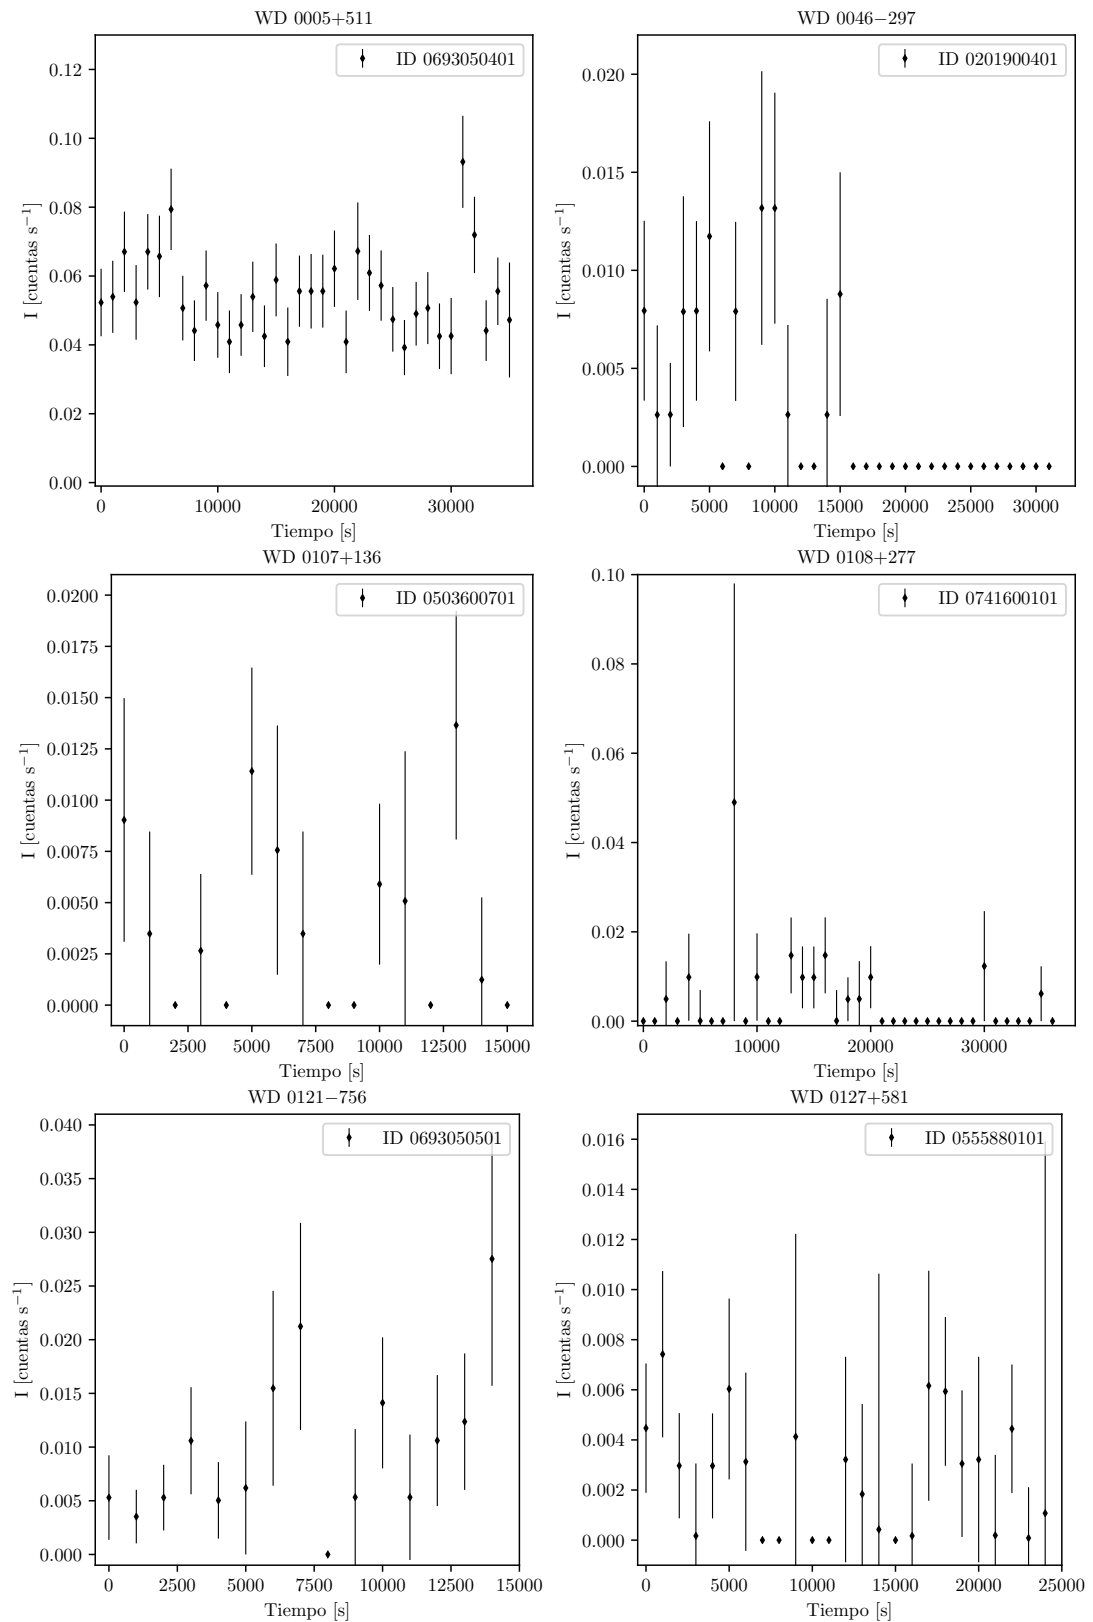 WD 0005+511
ID 0693050401
I [cuentas s⁻¹]
0.12
0.10
0.08
0.06
0.04
0.02
0.00
0 10000 20000 30000
Tiempo [s]
WD 0046−297
ID 0201900401
I [cuentas s⁻¹]
0.020
0.015
0.010
0.005
0.000
0 5000 10000 15000 20000 25000 30000
Tiempo [s]
WD 0107+136
ID 0503600701
I [cuentas s⁻¹]
0.0200
0.0175
0.0150
0.0125
0.0100
0.0075
0.0050
0.0025
0.0000
0 2500 5000 7500 10000 12500 15000
Tiempo [s]
WD 0108+277
ID 0741600101
I [cuentas s⁻¹]
0.10
0.08
0.06
0.04
0.02
0.00
0 10000 20000 30000
Tiempo [s]
WD 0121−756
ID 0693050501
I [cuentas s⁻¹]
0.040
0.035
0.030
0.025
0.020
0.015
0.010
0.005
0.000
0 2500 5000 7500 10000 12500 15000
Tiempo [s]
WD 0127+581
ID 0555880101
I [cuentas s⁻¹]
0.016
0.014
0.012
0.010
0.008
0.006
0.004
0.002
0.000
0 5000 10000 15000 20000 25000
Tiempo [s]